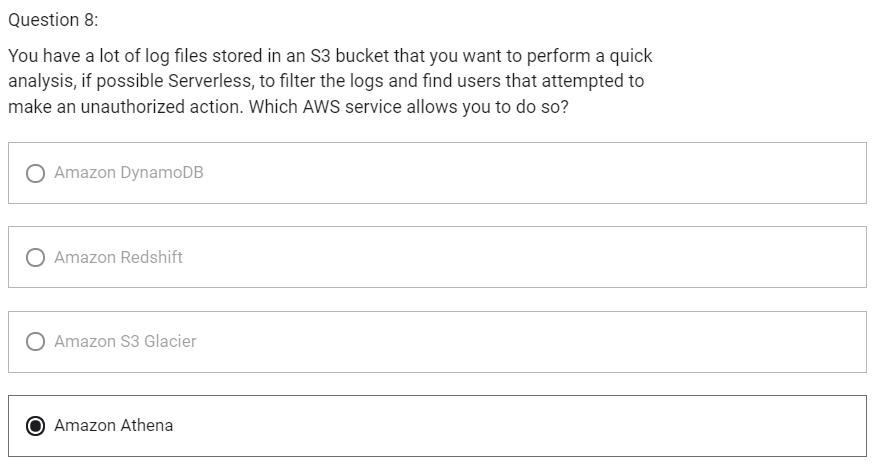 Question 8:
You have a lot of log files stored in an S3 bucket that you want to perform a quick
analysis, if possible Serverless, to filter the logs and find users that attempted to
make an unauthorized action. Which AWS service allows you to do so?
Amazon DynamoDB
Amazon Redshift
Amazon S3 Glacier
Amazon Athena